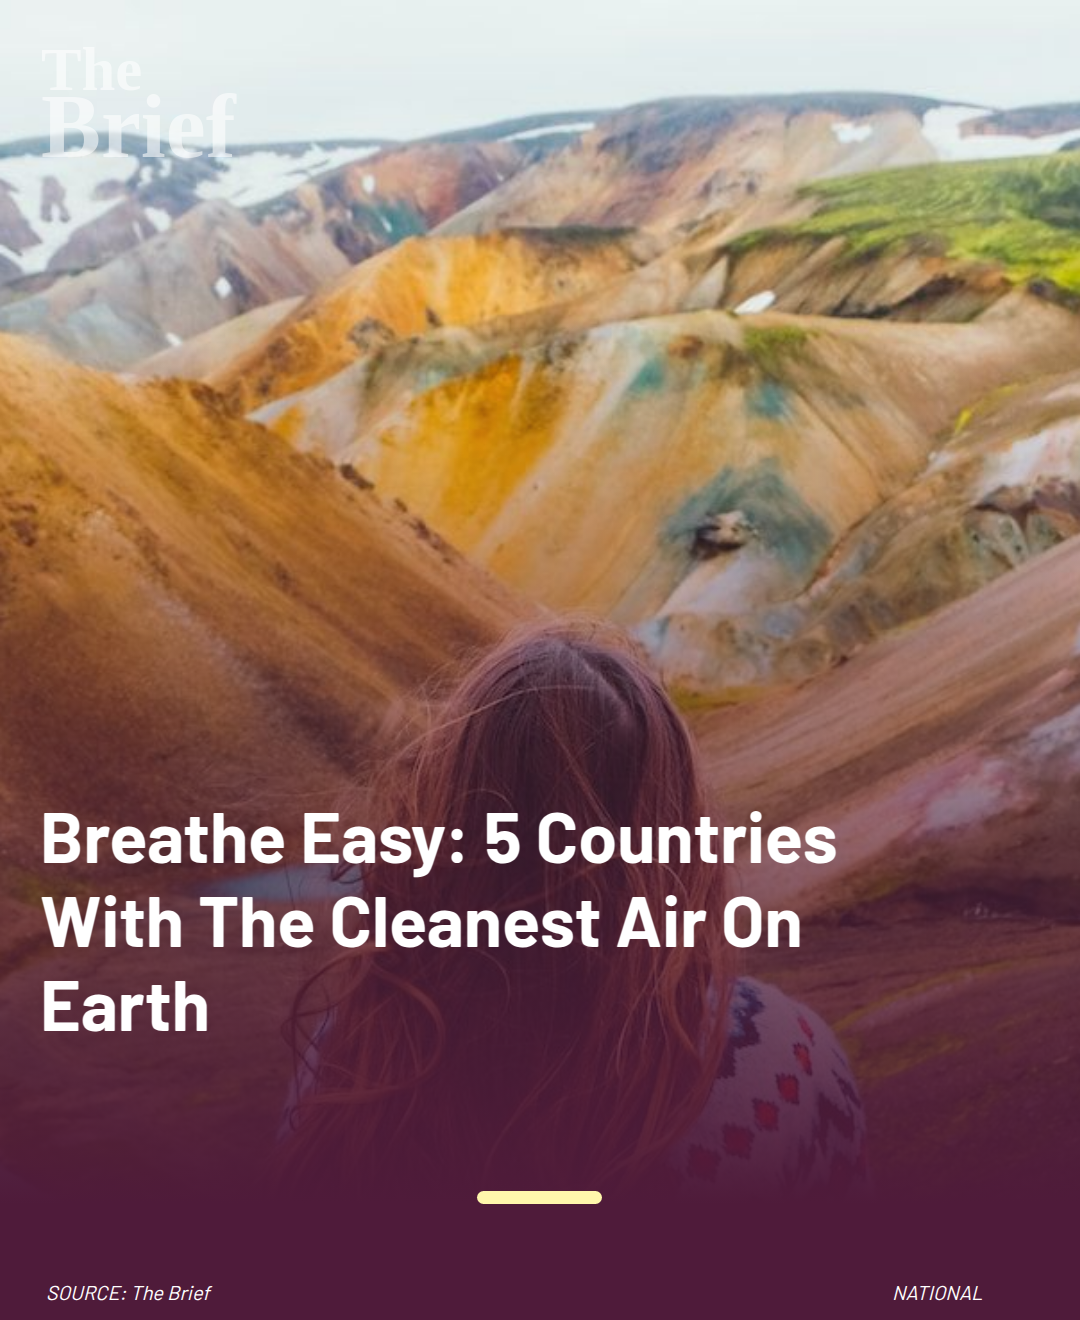 The
Brief
Breathe Easy: 5 Countries
With The Cleanest Air On
Earth
SOURCE: The Brief
NATIONAL